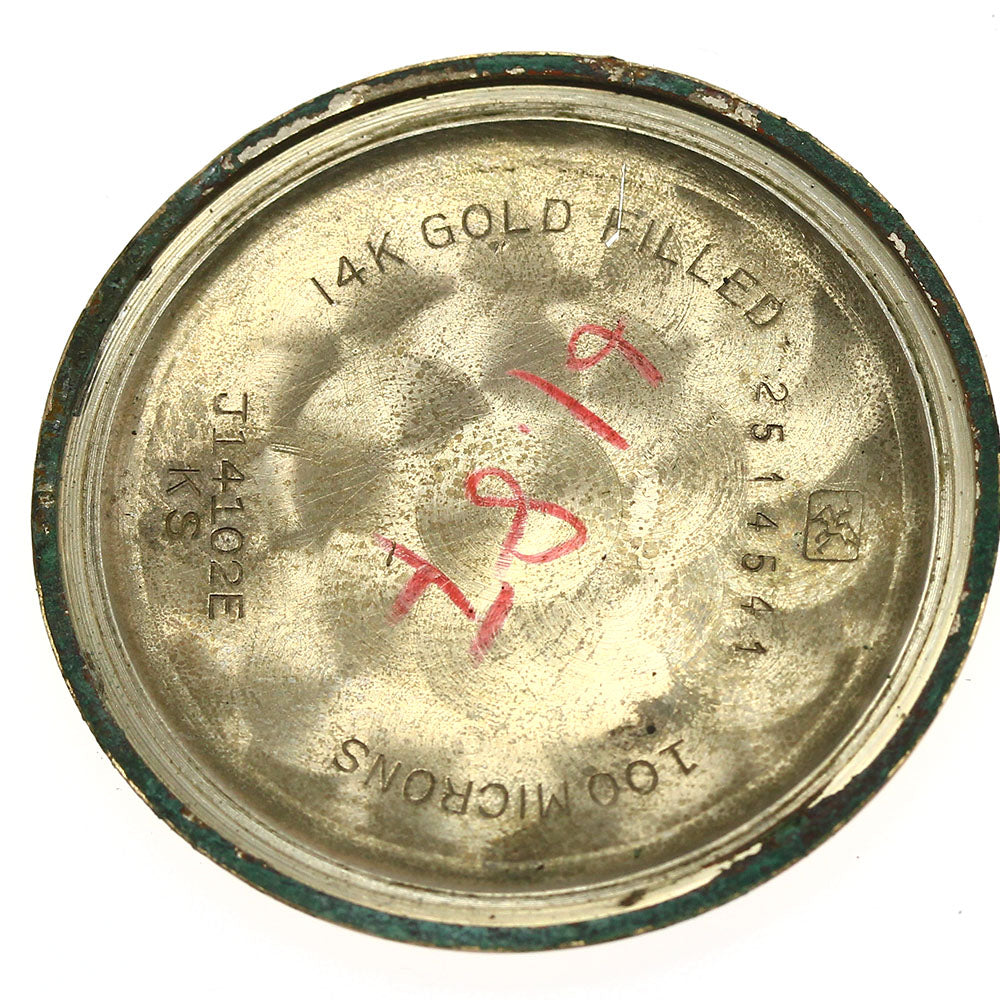 14K GOLD FILLED
2514541
100 MICRONS
J14102E
KS